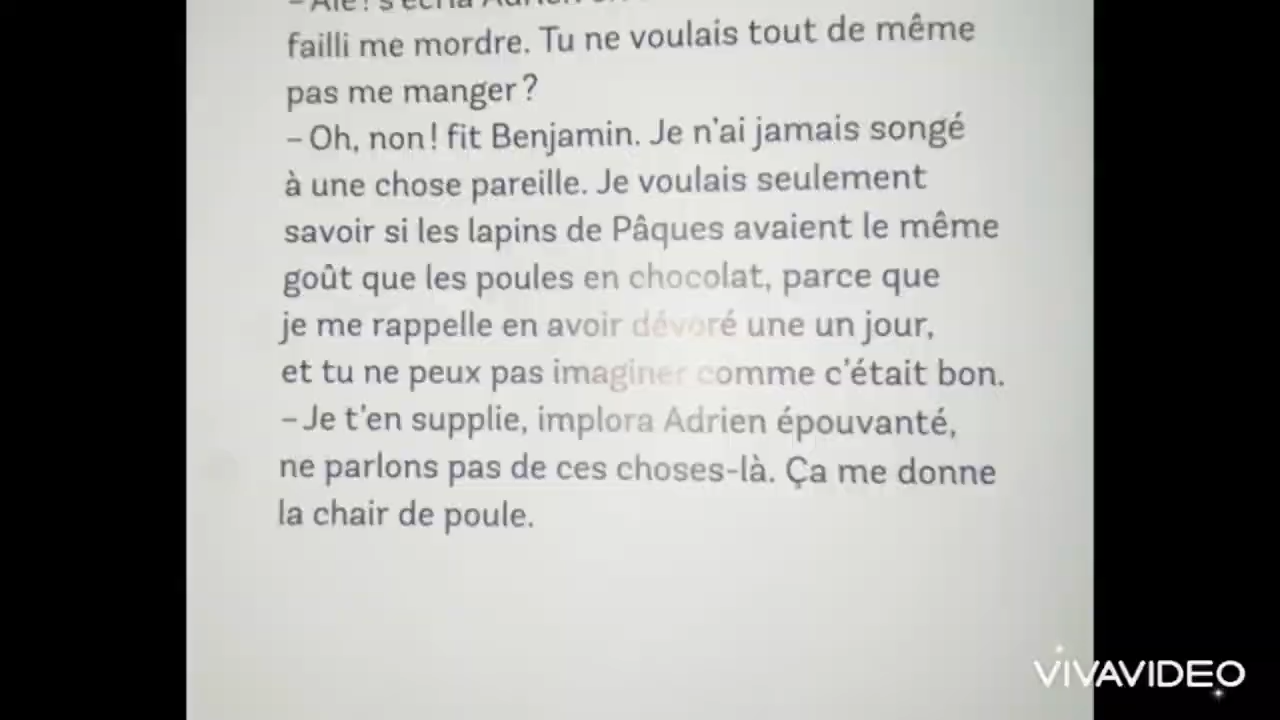 – Aïe! s'écria Adrien
failli me mordre. Tu ne voulais tout de même
pas me manger?
– Oh, non! fit Benjamin. Je n'ai jamais songé
à une chose pareille. Je voulais seulement
savoir si les lapins de Pâques avaient le même
goût que les poules en chocolat, parce que
je me rappelle en avoir dévoré une un jour,
et tu ne peux pas imaginer comme c'était bon.
– Je t'en supplie, implora Adrien épouvanté,
ne parlons pas de ces choses-là. Ça me donne
la chair de poule.
VIVAVIDEO